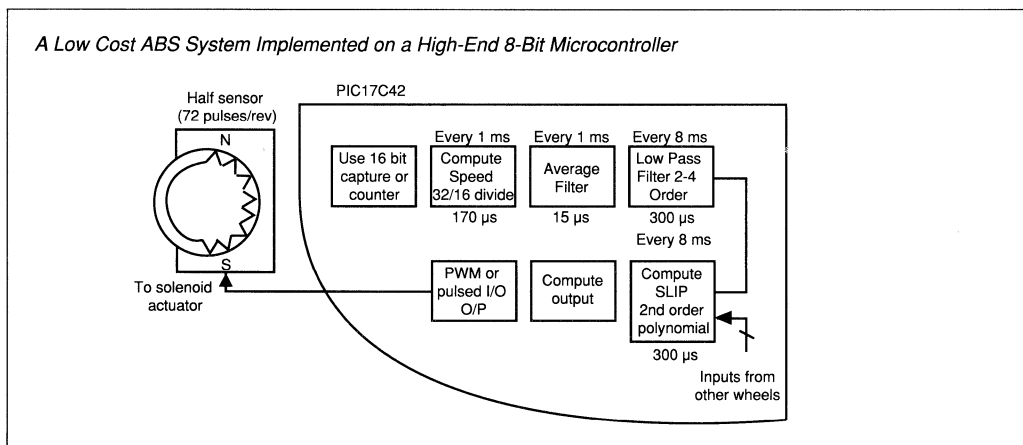 A Low Cost ABS System Implemented on a High-End 8-Bit Microcontroller
Half sensor
(72 pulses/rev)
N
S
To solenoid
actuator
PIC17C42
Use 16 bit
capture or
counter
Every 1 ms
Compute
Speed
32/16 divide
170 µs
Every 1 ms
Average
Filter
15 µs
Every 8 ms
Low Pass
Filter 2-4
Order
300 µs
Every 8 ms
PWM or
pulsed I/O
O/P
Compute
output
Compute
SLIP
2nd order
polynomial
300 µs
Inputs from
other wheels